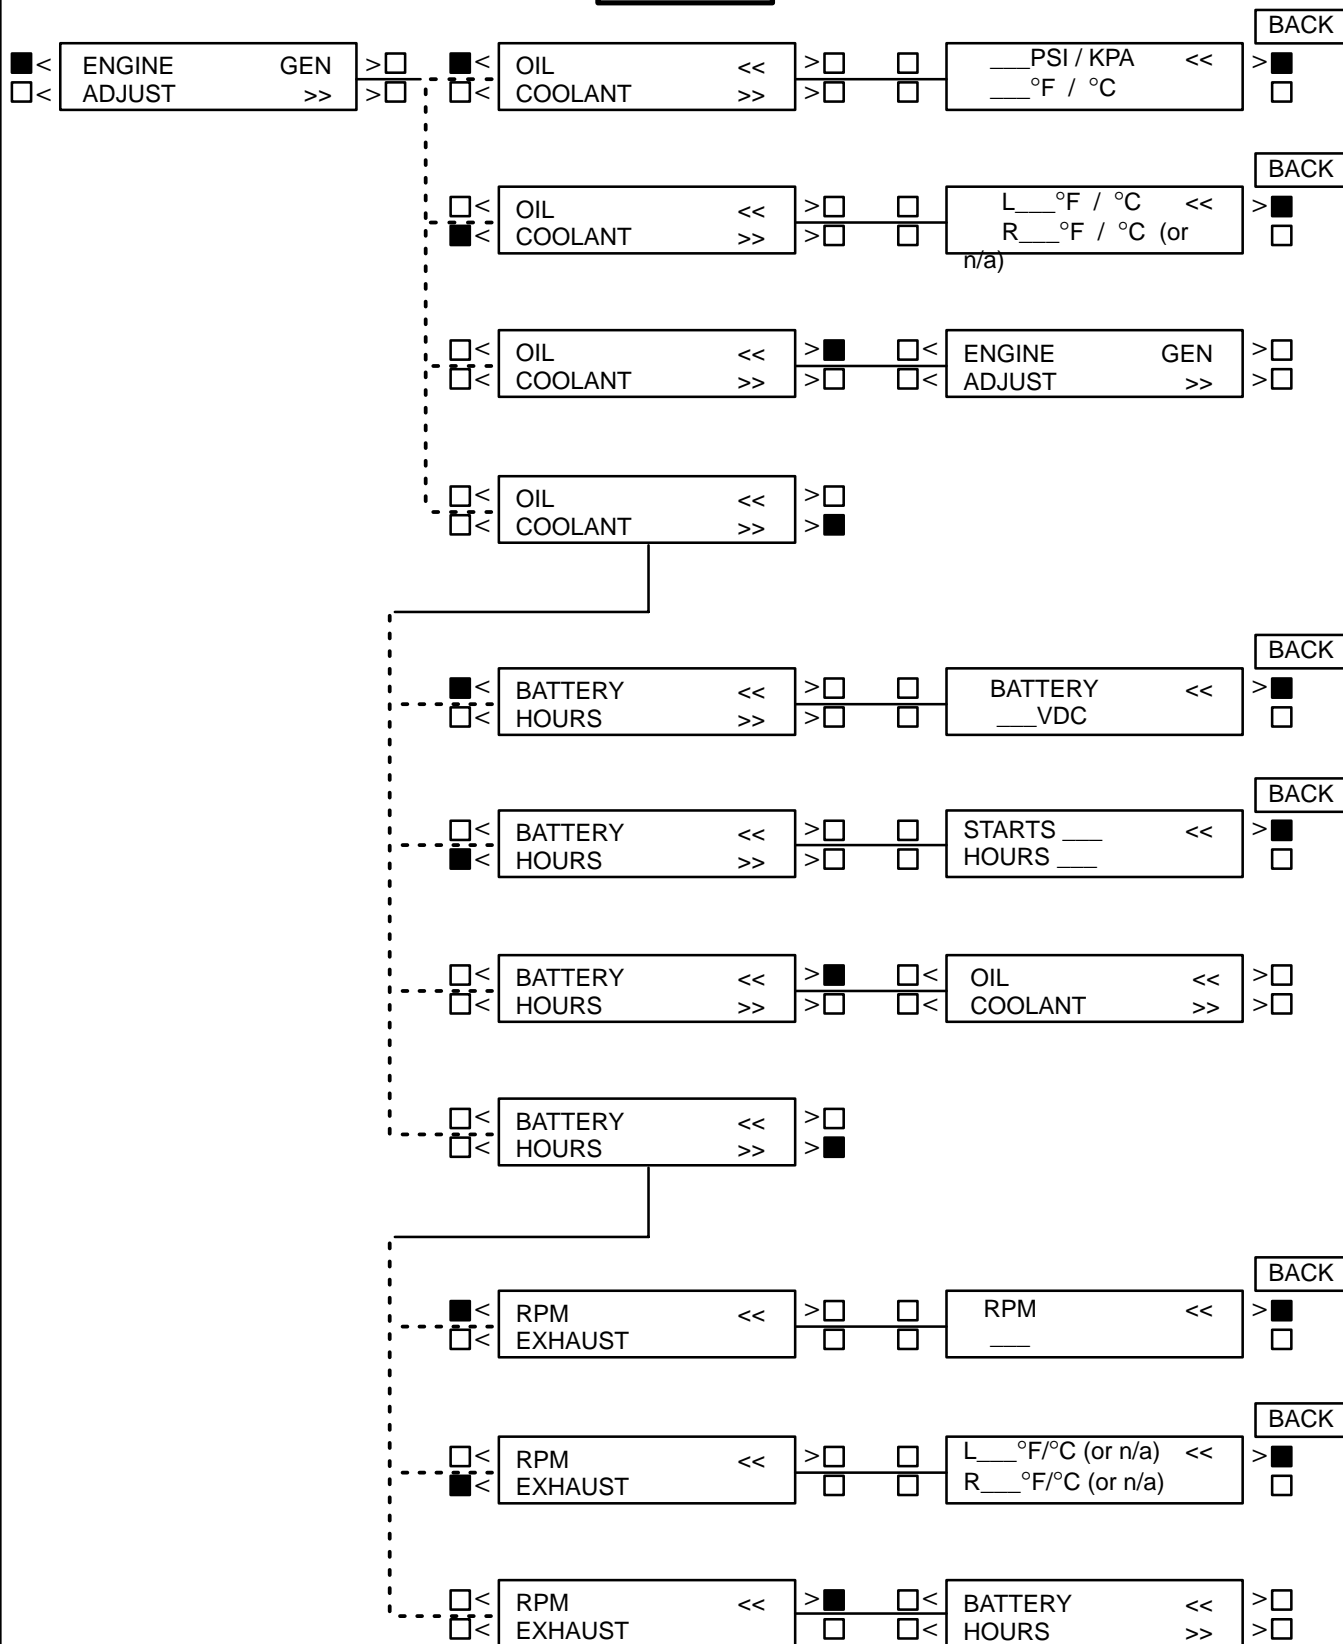 BACK
< ENGINE GEN >
< ADJUST >> >
< OIL << >
< COOLANT >> >
___PSI / KPA << >
___°F / °C
BACK
< OIL << >
< COOLANT >> >
L___°F / °C << >
R___°F / °C (or
n/a)
< OIL << >
< COOLANT >> >
< ENGINE GEN >
< ADJUST >> >
< OIL << >
< COOLANT >> >
BACK
< BATTERY << >
< HOURS >> >
BATTERY << >
___VDC
BACK
< BATTERY << >
< HOURS >> >
STARTS ___ << >
HOURS ___
< BATTERY << >
< HOURS >> >
< OIL << >
< COOLANT >> >
< BATTERY << >
< HOURS >> >
BACK
< RPM << >
< EXHAUST
RPM << >
___
BACK
< RPM << >
< EXHAUST
L___°F/°C (or n/a) << >
R___°F/°C (or n/a)
< RPM << >
< EXHAUST
< BATTERY << >
< HOURS >> >